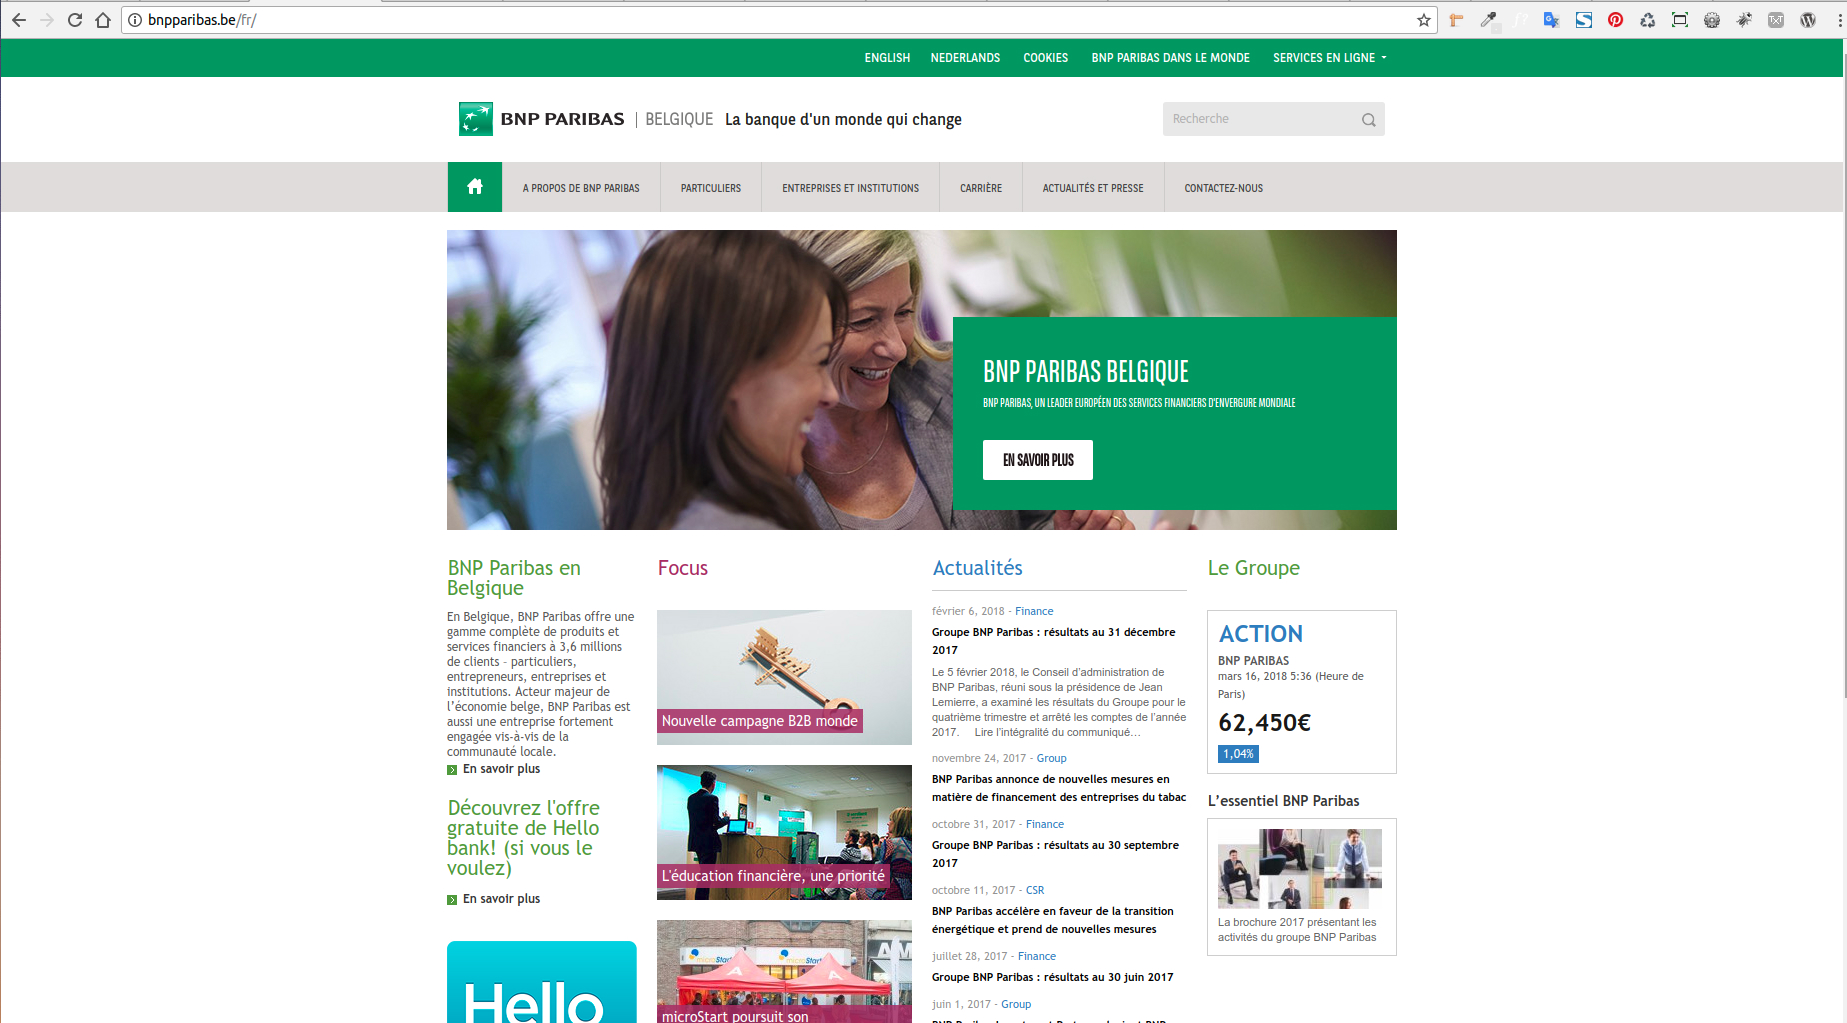 bnpparibas.be/fr/
ENGLISH NEDERLANDS COOKIES BNP PARIBAS DANS LE MONDE SERVICES EN LIGNE
BNP PARIBAS | BELGIQUE La banque d'un monde qui change
Recherche
A PROPOS DE BNP PARIBAS PARTICULIERS ENTREPRISES ET INSTITUTIONS CARRIÈRE ACTUALITÉS ET PRESSE CONTACTEZ-NOUS
BNP PARIBAS BELGIQUE
BNP PARIBAS, UN LEADER EUROPÉEN DES SERVICES FINANCIERS D'ENVERGURE MONDIALE
EN SAVOIR PLUS
BNP Paribas en
Belgique
En Belgique, BNP Paribas offre une
gamme complète de produits et
services financiers à 3,6 millions
de clients - particuliers,
entrepreneurs, entreprises et
institutions. Acteur majeur de
l'économie belge, BNP Paribas est
aussi une entreprise fortement
engagée vis-à-vis de la
communauté locale.
En savoir plus
Découvrez l'offre
gratuite de Hello
bank! (si vous le
voulez)
En savoir plus
Hello
Focus
Nouvelle campagne B2B monde
L'éducation financière, une priorité
microStart
microStart
AM
microStart poursuit son
Actualités
février 6, 2018 - Finance
Groupe BNP Paribas : résultats au 31 décembre
2017
Le 5 février 2018, le Conseil d'administration de
BNP Paribas, réuni sous la présidence de Jean
Lemierre, a examiné les résultats du Groupe pour le
quatrième trimestre et arrêté les comptes de l'année
2017. Lire l'intégralité du communiqué…
novembre 24, 2017 - Group
BNP Paribas annonce de nouvelles mesures en
matière de financement des entreprises du tabac
octobre 31, 2017 - Finance
Groupe BNP Paribas : résultats au 30 septembre
2017
octobre 11, 2017 - CSR
BNP Paribas accélère en faveur de la transition
énergétique et prend de nouvelles mesures
juillet 28, 2017 - Finance
Groupe BNP Paribas : résultats au 30 juin 2017
juin 1, 2017 - Group
Le Groupe
ACTION
BNP PARIBAS
mars 16, 2018 5:36 (Heure de
Paris)
62,450€
1,04%
L'essentiel BNP Paribas
La brochure 2017 présentant les
activités du groupe BNP Paribas